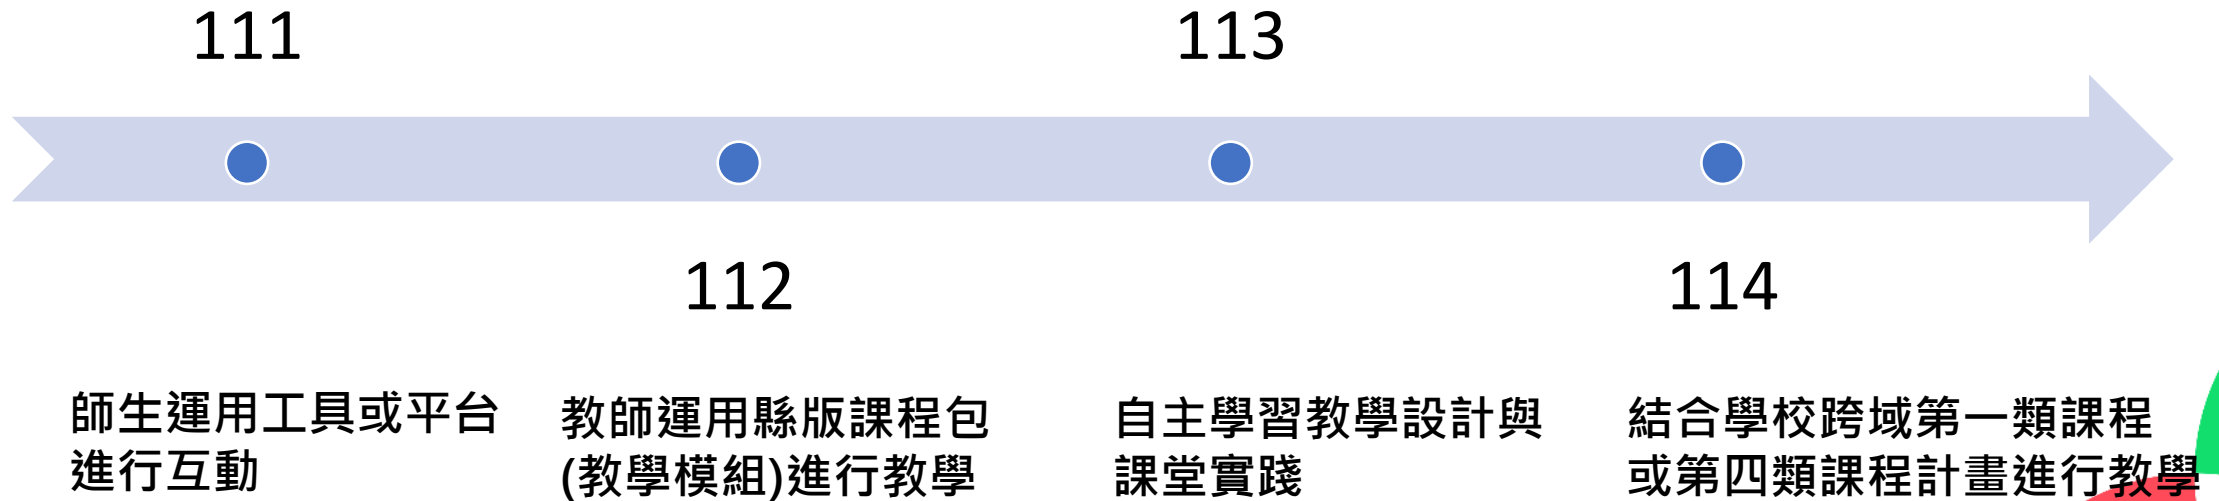 111
113
112
114
師生運用工具或平台
進行互動
教師運用縣版課程包
(教學模組)進行教學
自主學習教學設計與
課堂實踐
結合學校跨域第一類課程
或第四類課程計畫進行教學